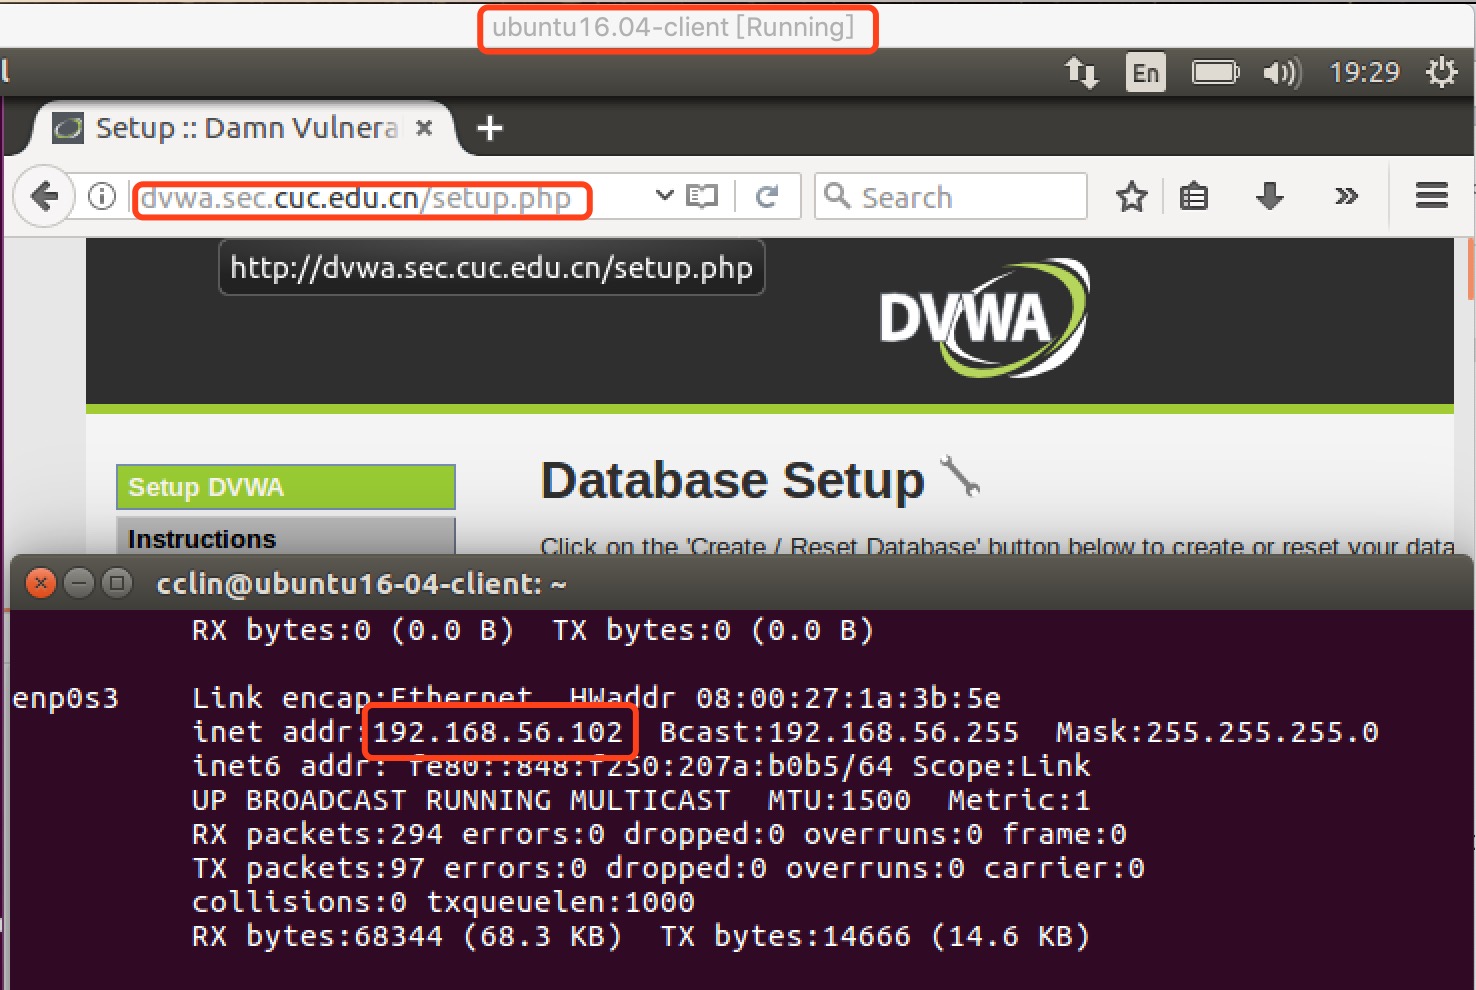 ubuntu16.04-client [Running]
l
En
19:29
Setup :: Damn Vulnera
dvwa.sec.cuc.edu.cn/setup.php
Search
http://dvwa.sec.cuc.edu.cn/setup.php
DVWA
Setup DVWA
Database Setup
Instructions
Click on the 'Create / Reset Database' button below to create or reset your data
cclin@ubuntu16-04-client: ~
RX bytes:0 (0.0 B)  TX bytes:0 (0.0 B)
enp0s3    Link encap:Ethernet  HWaddr 08:00:27:1a:3b:5e
inet addr:192.168.56.102  Bcast:192.168.56.255  Mask:255.255.255.0
inet6 addr: fe80::848:f250:207a:b0b5/64 Scope:Link
UP BROADCAST RUNNING MULTICAST  MTU:1500  Metric:1
RX packets:294 errors:0 dropped:0 overruns:0 frame:0
TX packets:97 errors:0 dropped:0 overruns:0 carrier:0
collisions:0 txqueuelen:1000
RX bytes:68344 (68.3 KB)  TX bytes:14666 (14.6 KB)